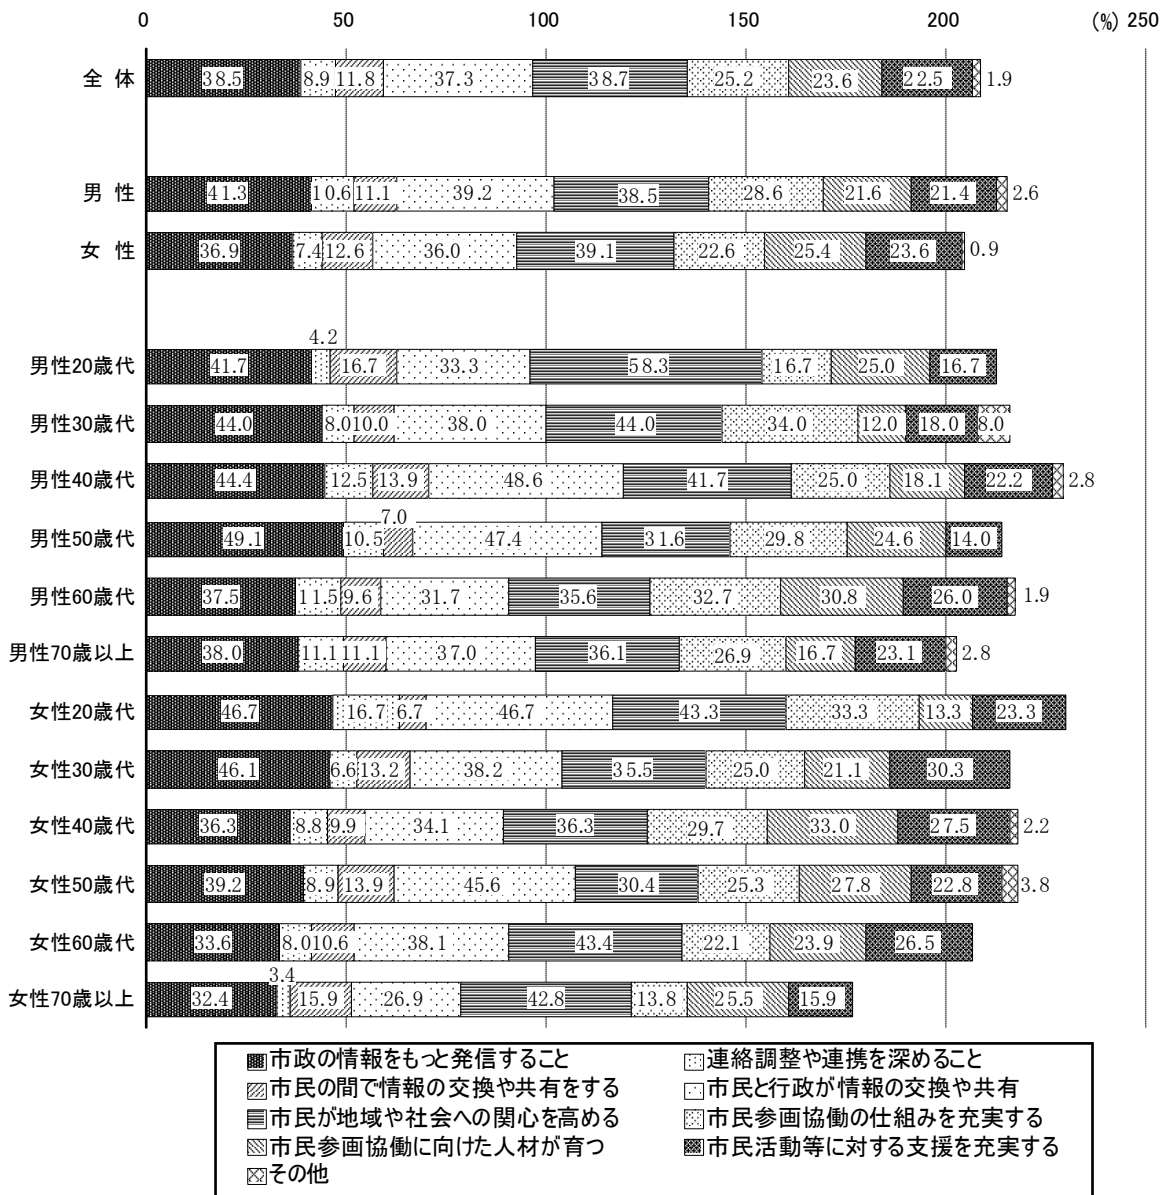 0 50 100 150 200 (%) 250
全 体 38.5 8.9 11.8 37.3 38.7 25.2 23.6 22.5 1.9
男 性 41.3 10.6 11.1 39.2 38.5 28.6 21.6 21.4 2.6
女 性 36.9 7.4 12.6 36.0 39.1 22.6 25.4 23.6 0.9
4.2
男性20歳代 41.7 16.7 33.3 58.3 16.7 25.0 16.7
男性30歳代 44.0 8.0 10.0 38.0 44.0 34.0 12.0 18.0 8.0
男性40歳代 44.4 12.5 13.9 48.6 41.7 25.0 18.1 22.2 2.8
7.0
男性50歳代 49.1 10.5 47.4 31.6 29.8 24.6 14.0
男性60歳代 37.5 11.5 9.6 31.7 35.6 32.7 30.8 26.0 1.9
男性70歳以上 38.0 11.1 11.1 37.0 36.1 26.9 16.7 23.1 2.8
女性20歳代 46.7 16.7 6.7 46.7 43.3 33.3 13.3 23.3
女性30歳代 46.1 6.6 13.2 38.2 35.5 25.0 21.1 30.3
女性40歳代 36.3 8.8 9.9 34.1 36.3 29.7 33.0 27.5 2.2
女性50歳代 39.2 8.9 13.9 45.6 30.4 25.3 27.8 22.8 3.8
女性60歳代 33.6 8.0 10.6 38.1 43.4 22.1 23.9 26.5
3.4
女性70歳以上 32.4 15.9 26.9 42.8 13.8 25.5 15.9
市政の情報をもっと発信すること 連絡調整や連携を深めること
市民の間で情報の交換や共有をする 市民と行政が情報の交換や共有
市民が地域や社会への関心を高める 市民参画協働の仕組みを充実する
市民参画協働に向けた人材が育つ 市民活動等に対する支援を充実する
その他